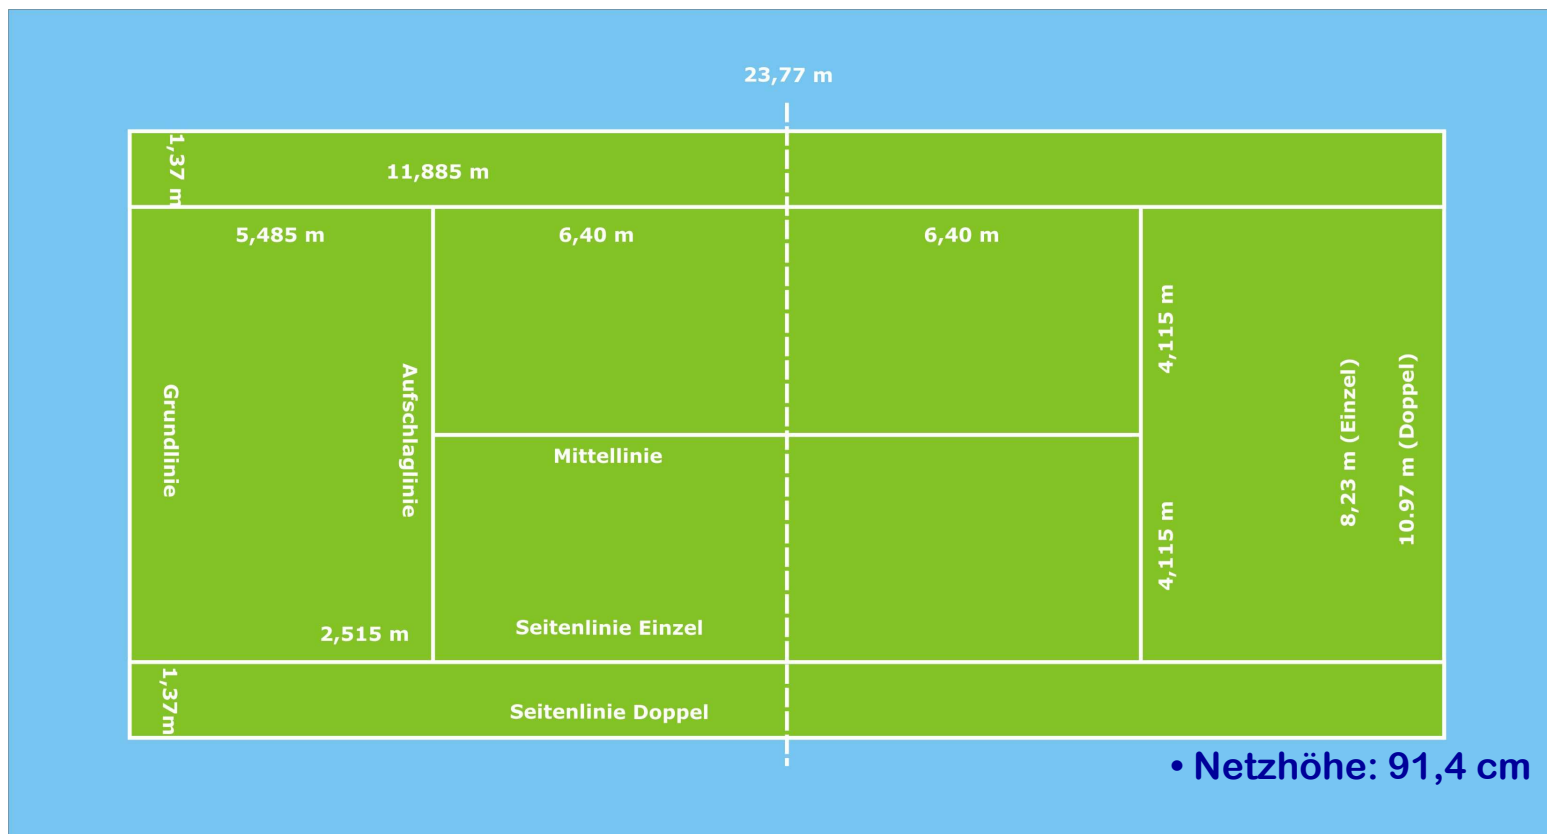 23,77 m
1,37 m
11,885 m
5,485 m
6,40 m
6,40 m
4,115 m
Grundlinie
Aufschlaglinie
8,23 m (Einzel)
10.97 m (Doppel)
Mittellinie
4,115 m
2,515 m
Seitenlinie Einzel
1,37m
Seitenlinie Doppel
• Netzhöhe: 91,4 cm